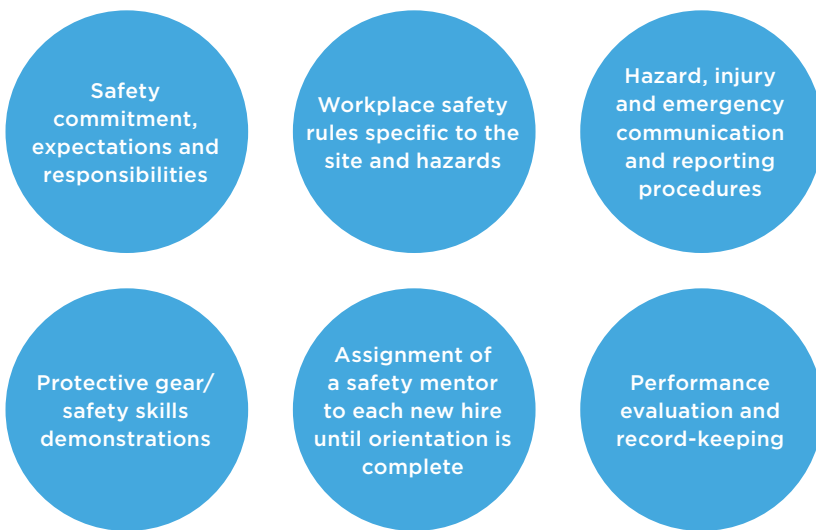 Safety
commitment,
expectations and
responsibilities
Workplace safety
rules specific to the
site and hazards
Hazard, injury
and emergency
communication
and reporting
procedures
Protective gear/
safety skills
demonstrations
Assignment of
a safety mentor
to each new hire
until orientation is
complete
Performance
evaluation and
record-keeping